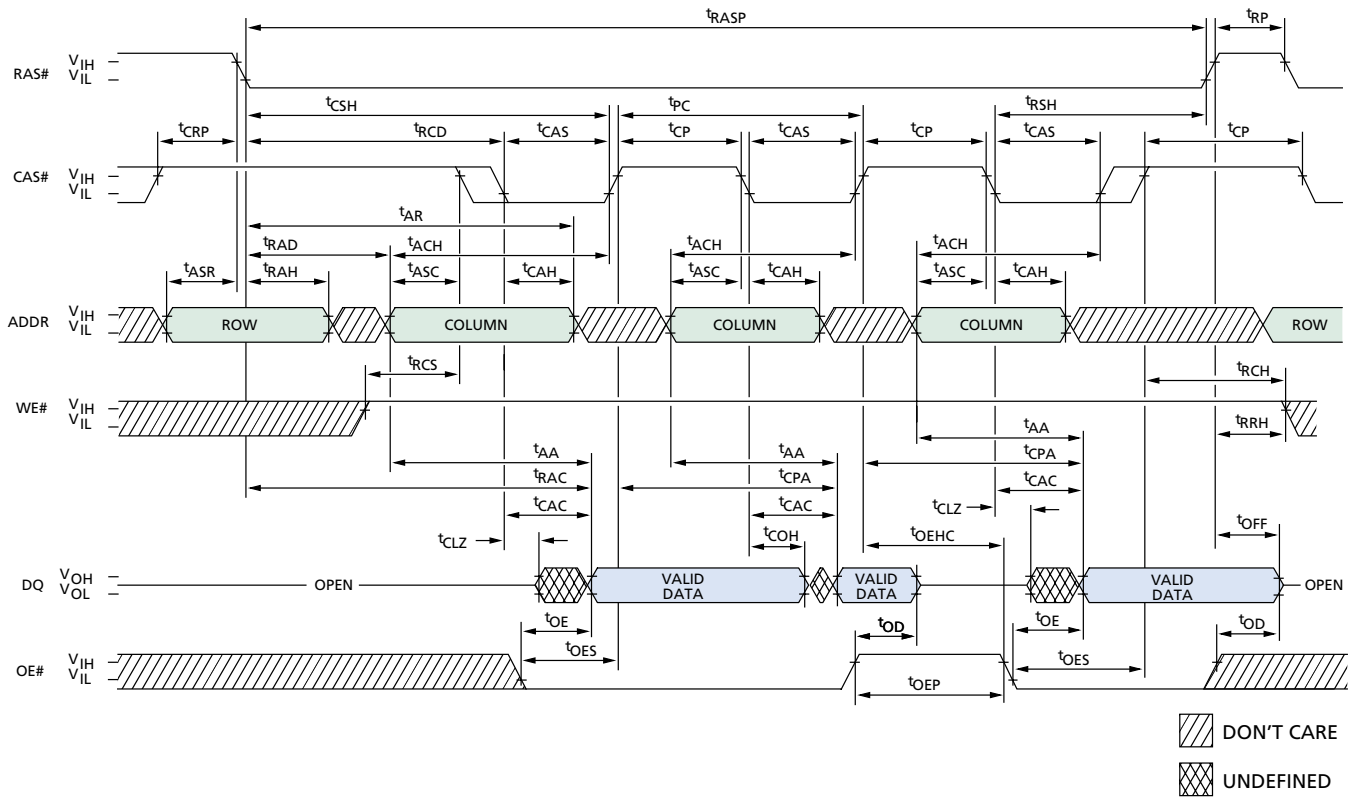 tRASP tRP
RAS# VIH
VIL
tCSH tPC tRSH
tCRP tRCD tCAS tCP tCAS tCP tCAS tCP
CAS# VIH
VIL
tAR
tRAD tACH tACH tACH
tASR tRAH tASC tCAH tASC tCAH tASC tCAH
ADDR VIH
VIL
ROW COLUMN COLUMN COLUMN ROW
tRCS tRCH
WE# VIH
VIL
tRRH
tAA tAA tAA
tRAC tCPA tCPA
tCAC tCAC tCAC
tCLZ tCOH tOEHC tCLZ tOFF
DQ VOH
VOL
OPEN VALID DATA VALID DATA VALID DATA OPEN
tOE tOD tOE tOD
tOES tOES
OE# VIH
VIL
tOEP
DON'T CARE
UNDEFINED